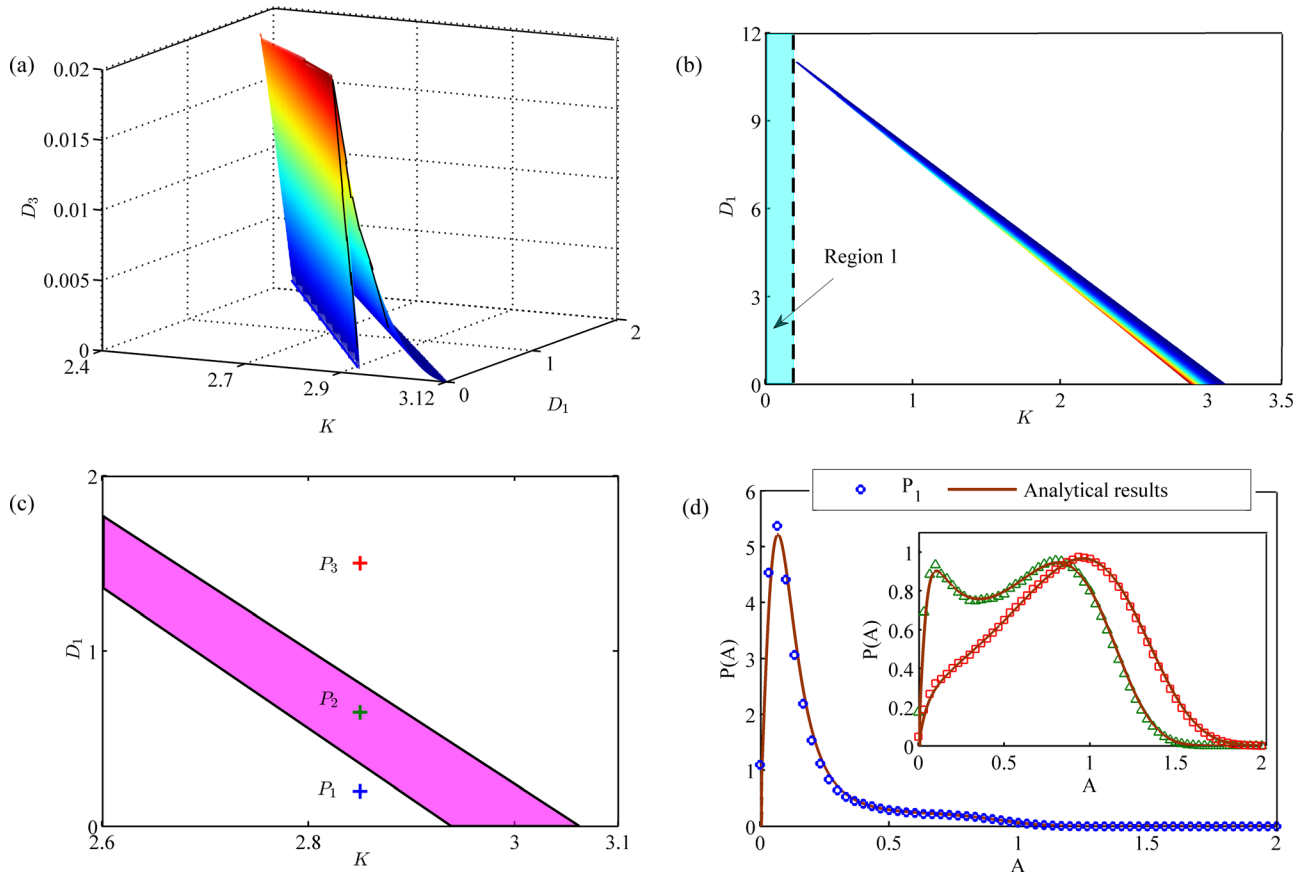 (a)
0.02
0.015
0.01
0.005
0
D₃
2.4
2.7
2.9
3.12
K
0
1
2
D₁
(b)
12
9
6
3
0
D₁
Region 1
0
1
2
3
3.5
K
(c)
2
1
0
D₁
P₃
P₂
P₁
2.6
2.8
3
3.1
K
(d)
P₁
Analytical results
6
5
4
3
2
1
0
P(A)
0
0.5
1
1.5
2
A
1
0.8
0.6
0.4
0.2
0
P(A)
0
0.5
1
1.5
2
A